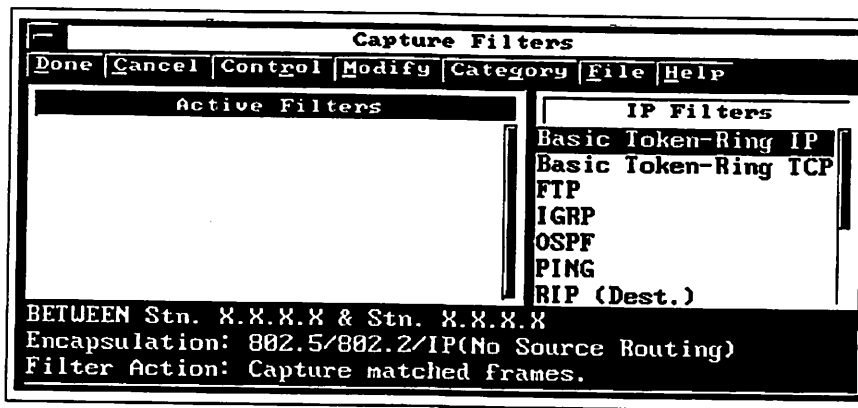 Capture Filters
Done Cancel Control Modify Category File Help
Active Filters
IP Filters
Basic Token-Ring IP
Basic Token-Ring TCP
FTP
IGRP
OSPF
PING
RIP (Dest.)
BETWEEN Stn. X.X.X.X & Stn. X.X.X.X
Encapsulation: 802.5/802.2/IP(No Source Routing)
Filter Action: Capture matched frames.